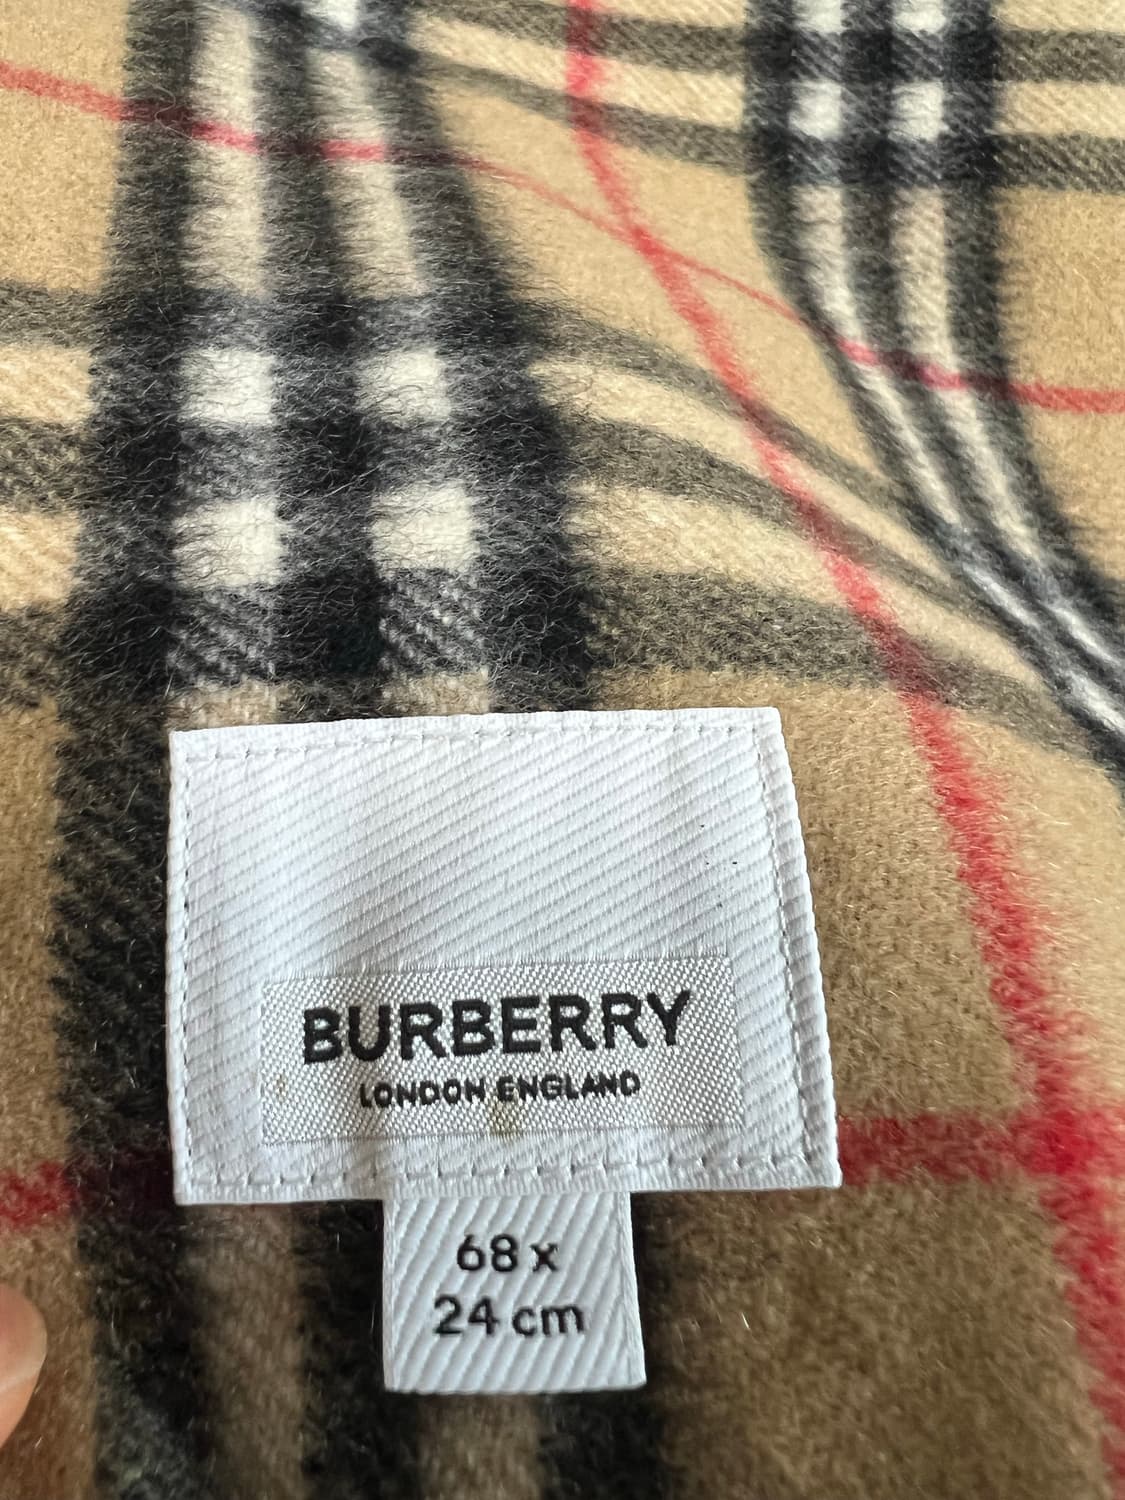 BURBERRY
LONDON ENGLAND
68 x
24 cm